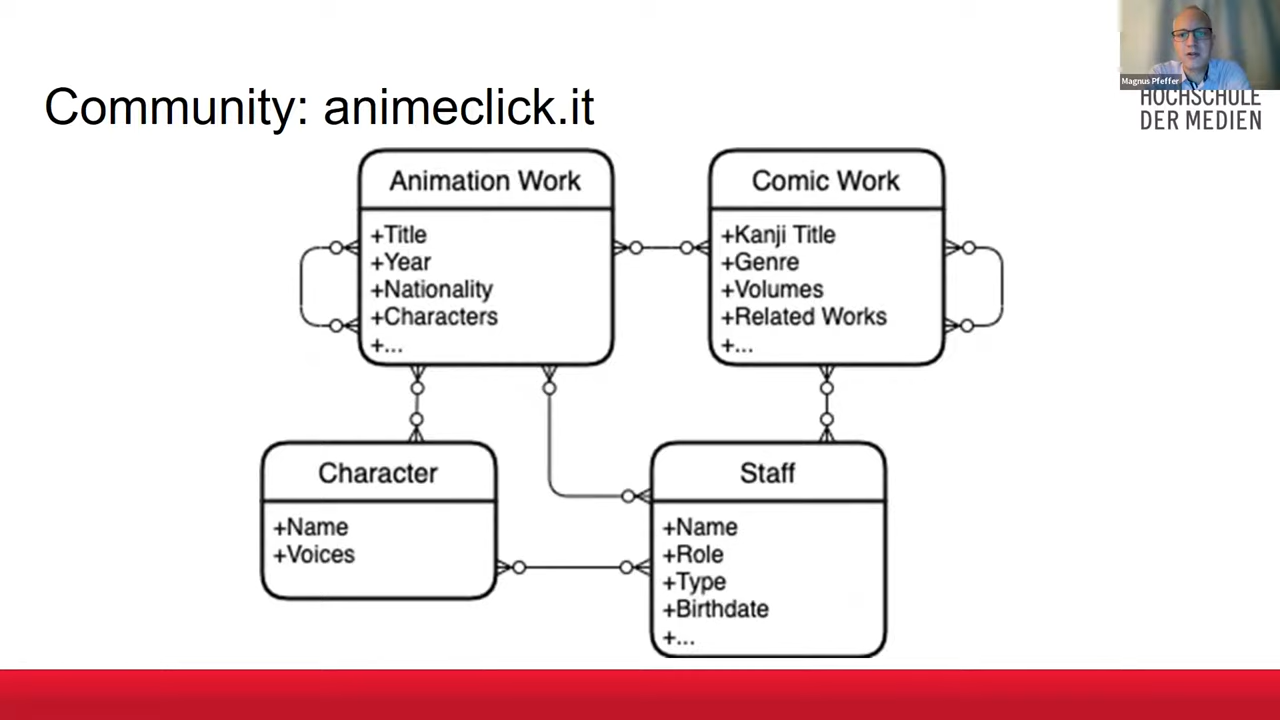 Magnus Pfeffer
HOCHSCHULE
DER MEDIEN
Community: animeclick.it
Animation Work
+Title
+Year
+Nationality
+Characters
+...
Comic Work
+Kanji Title
+Genre
+Volumes
+Related Works
+...
Character
+Name
+Voices
Staff
+Name
+Role
+Type
+Birthdate
+...